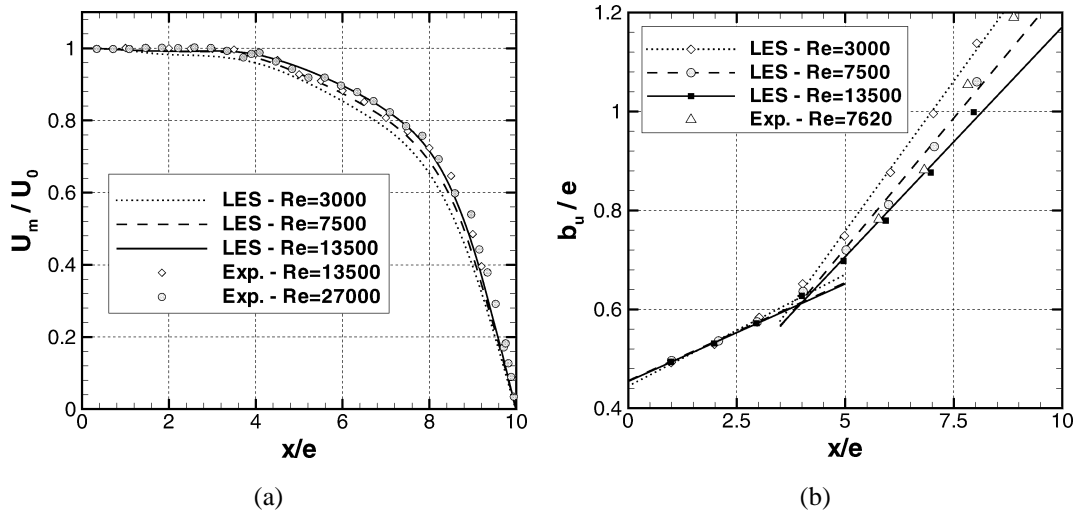 (a)
U_m / U_0
1
0.8
0.6
0.4
0.2
0
LES - Re=3000
LES - Re=7500
LES - Re=13500
Exp. - Re=13500
Exp. - Re=27000
0 2 4 6 8 10
x/e
(a)
(b)
b_u / e
1.2
1
0.8
0.6
0.4
LES - Re=3000
LES - Re=7500
LES - Re=13500
Exp. - Re=7620
0 2.5 5 7.5 10
x/e
(b)